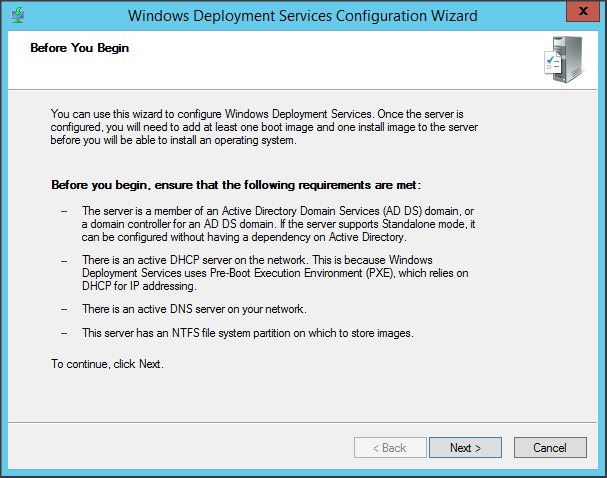 Windows Deployment Services Configuration Wizard
x
Before You Begin
You can use this wizard to configure Windows Deployment Services. Once the server is
configured, you will need to add at least one boot image and one install image to the server
before you will be able to install an operating system.
Before you begin, ensure that the following requirements are met:
-- The server is a member of an Active Directory Domain Services (AD DS) domain, or
a domain controller for an AD DS domain. If the server supports Standalone mode, it
can be configured without having a dependency on Active Directory.
-- There is an active DHCP server on the network. This is because Windows
Deployment Services uses Pre-Boot Execution Environment (PXE), which relies on
DHCP for IP addressing.
-- There is an active DNS server on your network.
-- This server has an NTFS file system partition on which to store images.
To continue, click Next.
< Back
Next >
Cancel